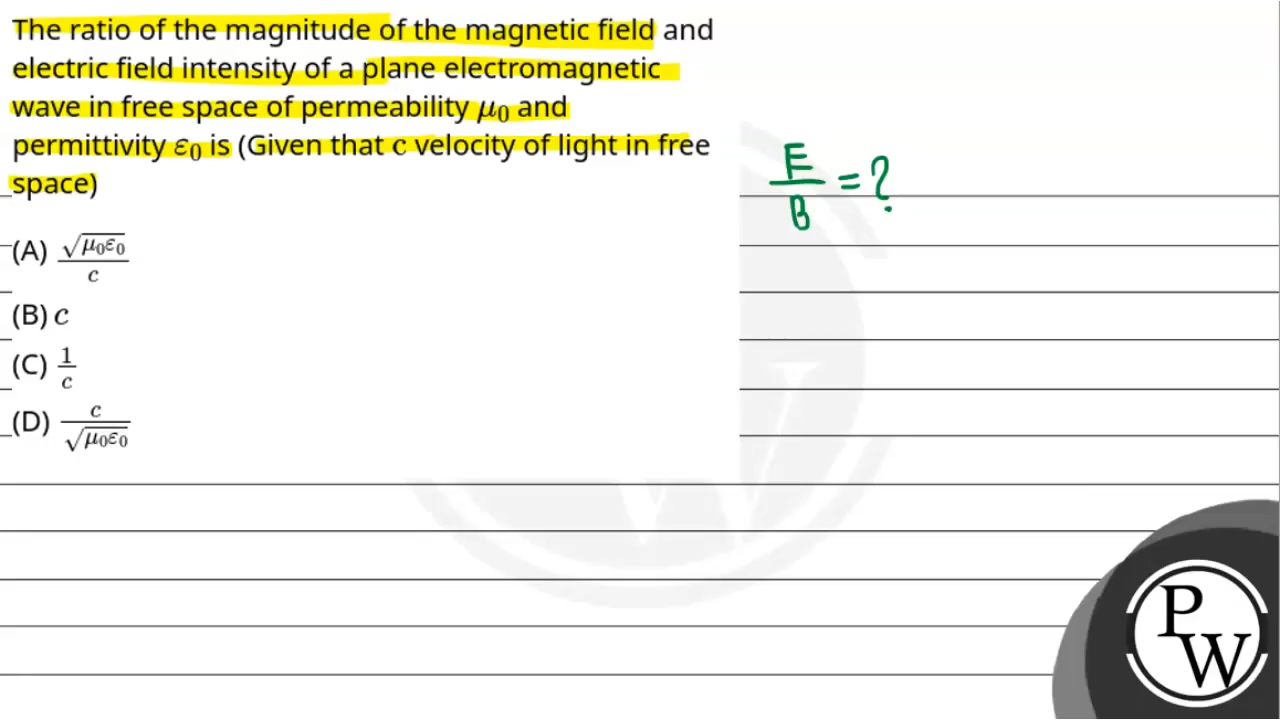 The ratio of the magnitude of the magnetic field and
electric field intensity of a plane electromagnetic
wave in free space of permeability μ₀ and
permittivity ε₀ is (Given that c velocity of light in free
space)
E/B = ?
(A) √μ₀ε₀/c
(B) c
(C) 1/c
(D) c/√μ₀ε₀
PW